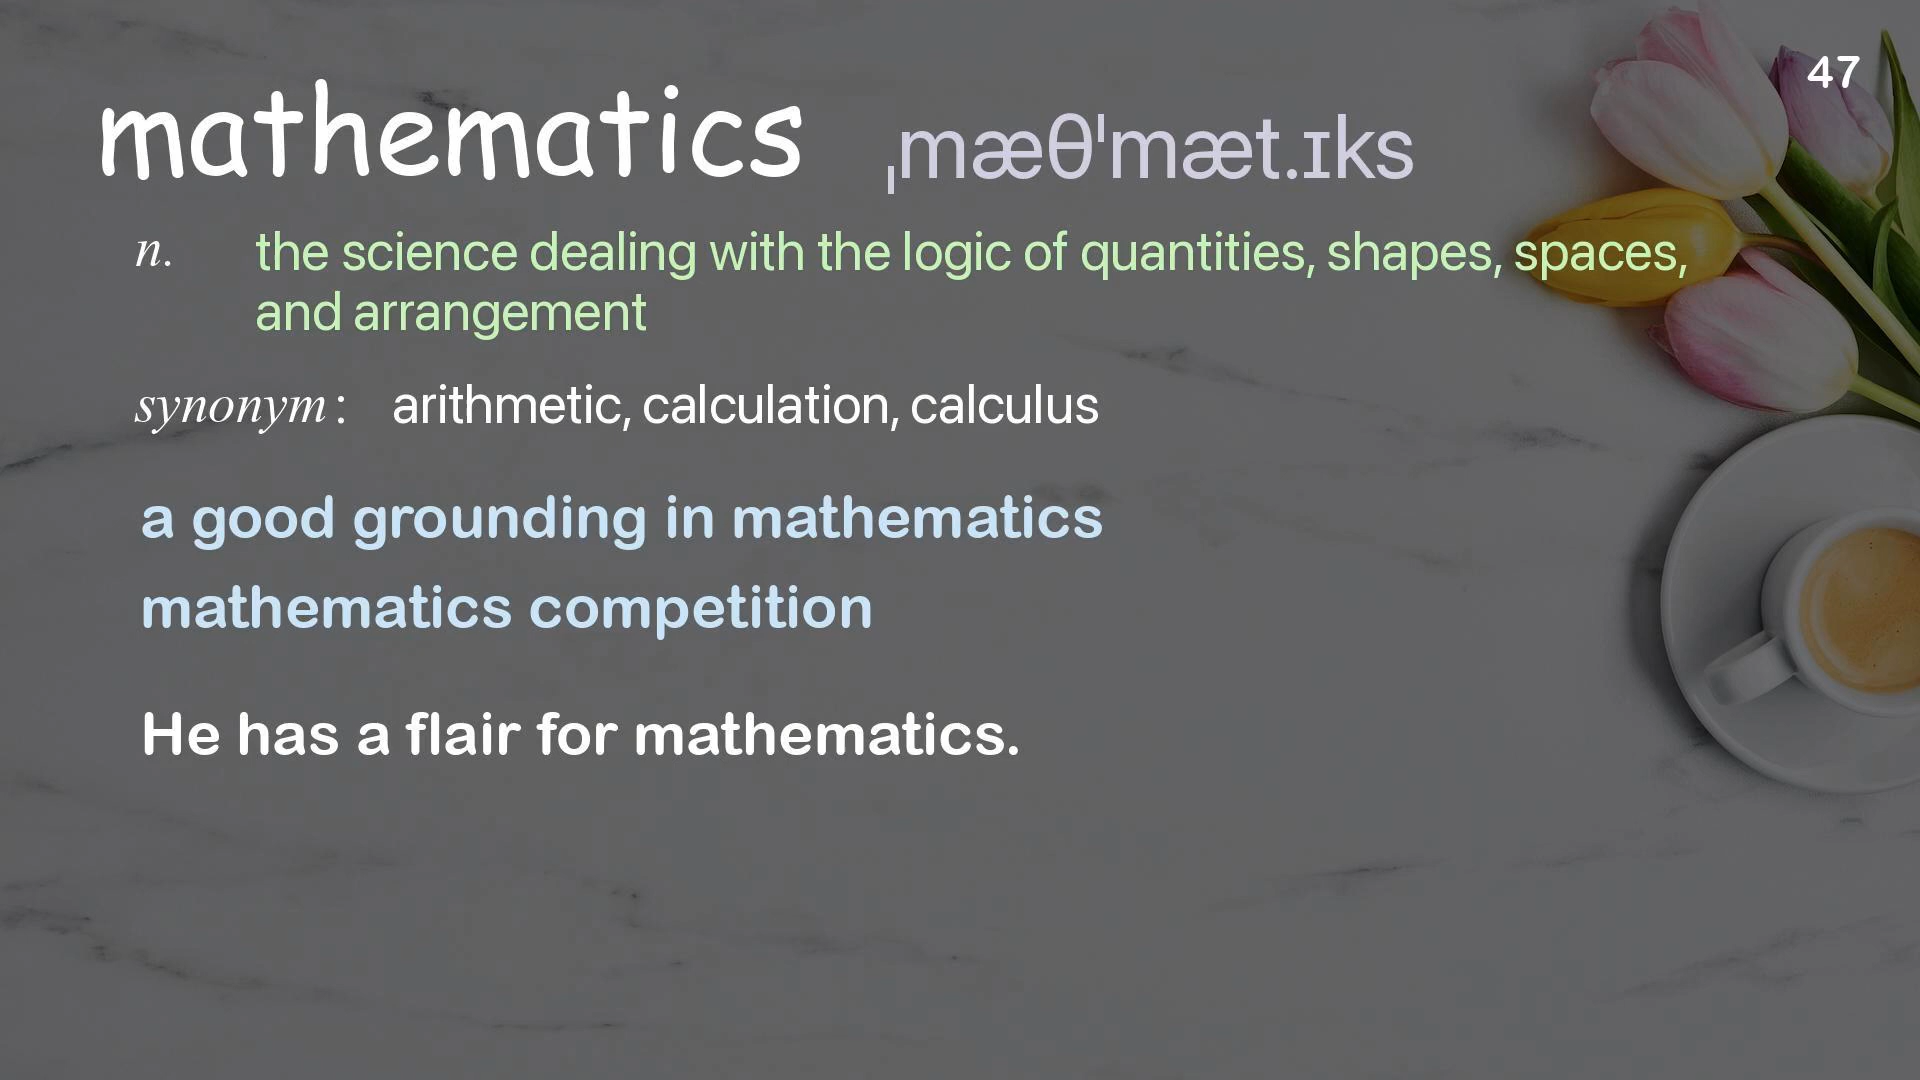 47
mathematics ˌmæθˈmæt.ɪks
n. the science dealing with the logic of quantities, shapes, spaces,
and arrangement
synonym: arithmetic, calculation, calculus
a good grounding in mathematics
mathematics competition
He has a flair for mathematics.